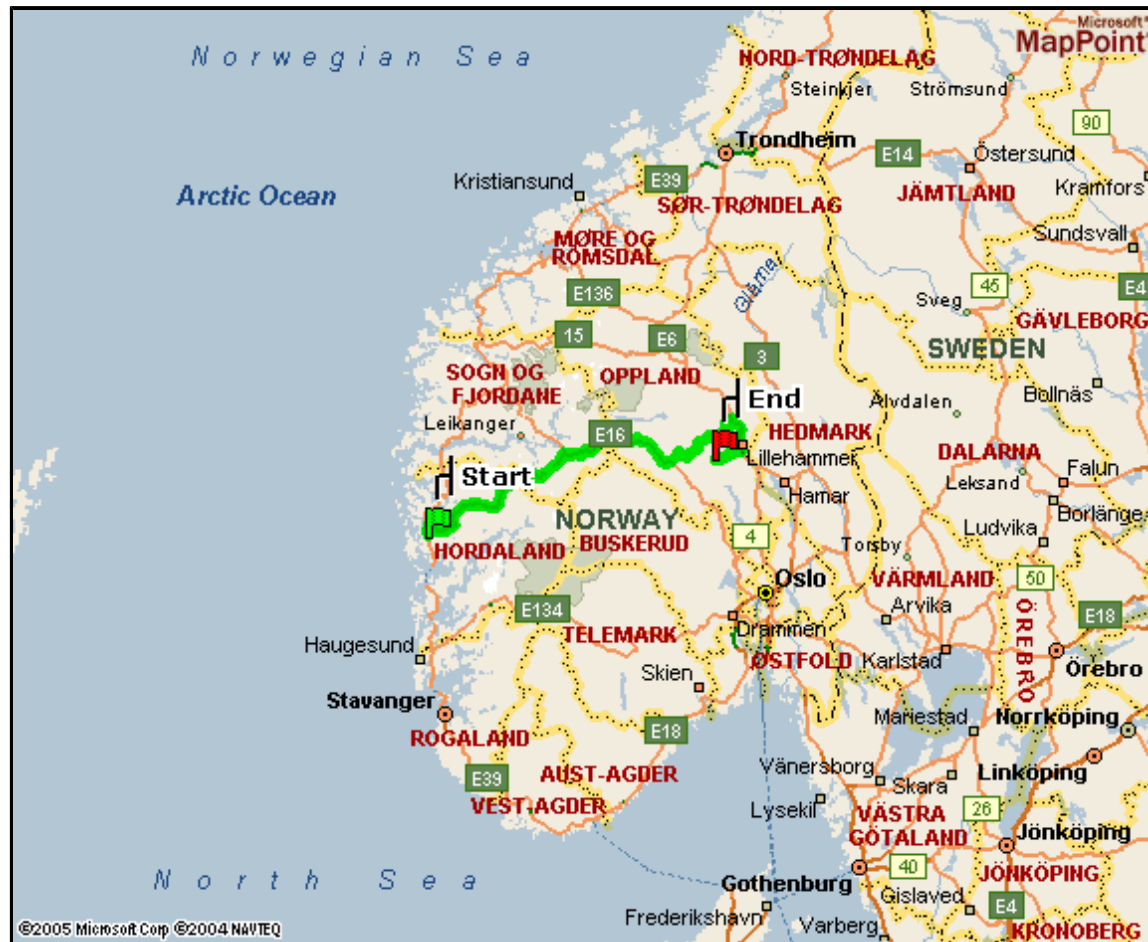 Norwegian Sea
Microsoft®
MapPoint®
NORD-TRØNDELAG
Steinkjer
Strömsund
90
Trondheim
E14
Östersund
Kristiansund
E39
Arctic Ocean
SØR-TRØNDELAG
JÄMTLAND
Kramfors
MØRE OG
ROMSDAL
Sundsvall
Glåma
E136
45
E4
Sveg
GÄVLEBORG
15
E6
3
SWEDEN
SOGN OG
FJORDANE
OPPLAND
End
Bollnäs
Älvdalen
Leikanger
E16
HEDMARK
Lillehammer
DALARNA
Start
Leksand
Falun
Hamar
Borlänge
NORWAY
HORDALAND
BUSKERUD
4
Ludvika
Torsby
Oslo
VÄRMLAND
50
E134
Arvika
ÖREBRO
E18
Haugesund
TELEMARK
Drammen
ØSTFOLD
Karlstad
Skien
Örebro
Stavanger
Mariestad
Norrköping
ROGALAND
E18
E39
AUST-AGDER
Vänersborg
Skara
Linköping
VEST-AGDER
Lysekil
VÄSTRA
GÖTALAND
26
Jönköping
North Sea
Gothenburg
40
JÖNKÖPING
Gislaved
Frederikshavn
E4
Varberg
KRONOBERG
©2005 Microsoft Corp ©2004 NAVTEQ